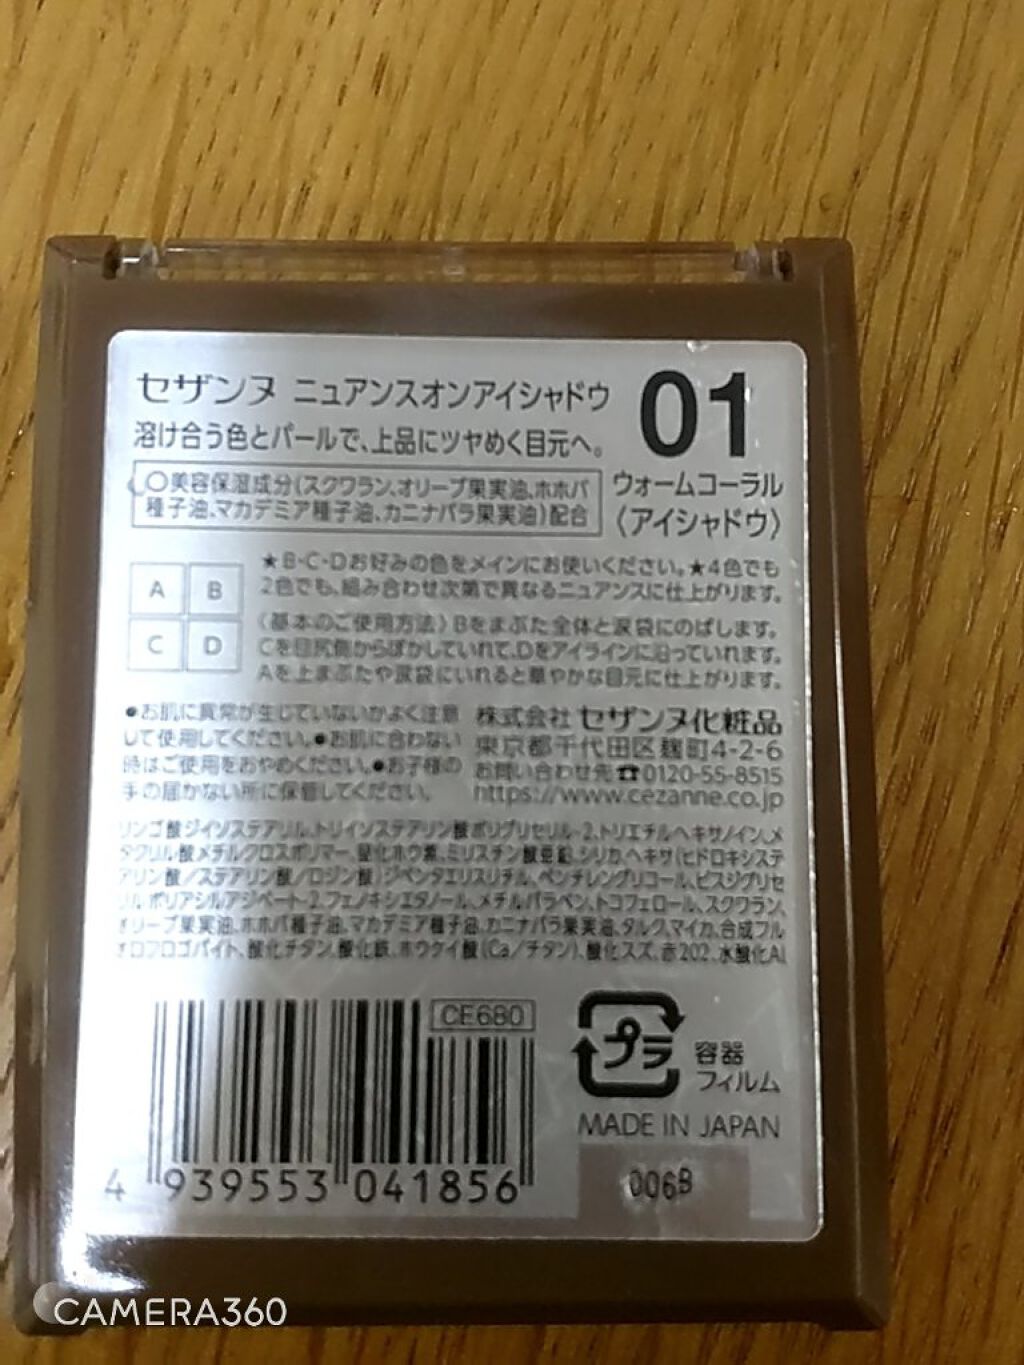 セザンヌ ニュアンスオンアイシャドウ
01
溶け合う色とパールで、上品にツヤめく目元へ。
ウォームコーラル
〈アイシャドウ〉
○美容保湿成分(スクワラン、オリーブ果実油、ホホバ
種子油、マカデミア種子油、カニナバラ果実油)配合
A B
C D
★B・C・Dお好みの色をメインにお使いください。★4色でも
2色でも、組み合わせ次第で異なるニュアンスに仕上がります。
〈基本のご使用方法〉Bをまぶた全体と涙袋にのばします。
Cを目尻側からぼかしていれて、Dをアイラインに沿っていれます。
Aを上まぶたや涙袋にいれると華やかな目元に仕上がります。
●お肌に異常が生じていないかよく注意
して使用してください。●お肌に合わない
時はご使用をおやめください。●お子様の
手の届かない所に保管してください。
株式会社 セザンヌ化粧品
東京都千代田区麹町4-2-6
お問い合わせ先☎0120-55-8515
https://www.cezanne.co.jp
リンゴ酸ジイソステアリル、トリイソステアリン酸ポリグリセリル-2、トリエチルヘキサノイン、メ
タクリル酸メチルクロスポリマー、窒化ホウ素、ミリスチン酸亜鉛、シリカ、ヘキサ(ヒドロキシステ
アリン酸/ステアリン酸/ロジン酸)ジペンタエリスリチル、ペンチレングリコール、ビスジグリセ
リルポリアシルアジペート-2、フェノキシエタノール、メチルパラベン、トコフェロール、スクワラン、
オリーブ果実油、ホホバ種子油、マカデミア種子油、カニナバラ果実油、タルク、マイカ、合成フル
オロフロゴパイト、酸化チタン、酸化鉄、ホウケイ酸(Ca/チタン)、酸化スズ、赤202、水酸化Al
CE680
4 939553 041856
プラ
容器
フィルム
MADE IN JAPAN
006B
CAMERA360